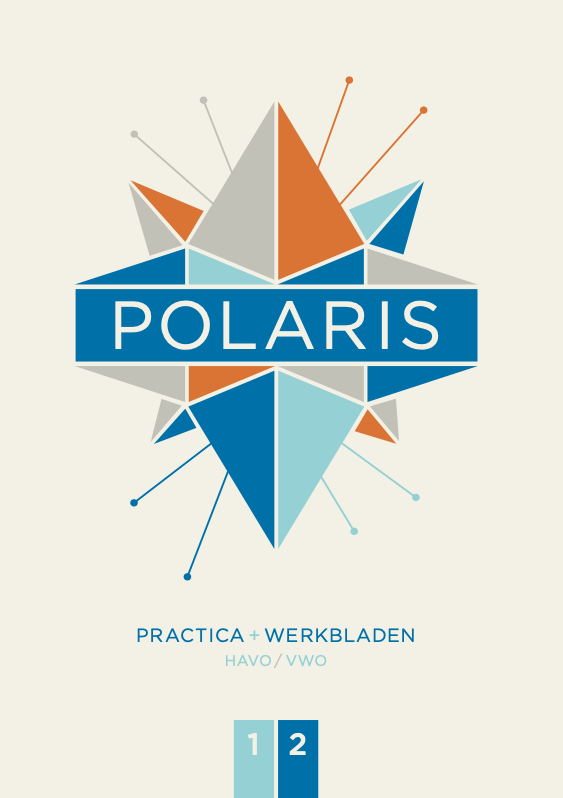 POLARIS
PRACTICA + WERKBLADEN
HAVO/VWO
1 2